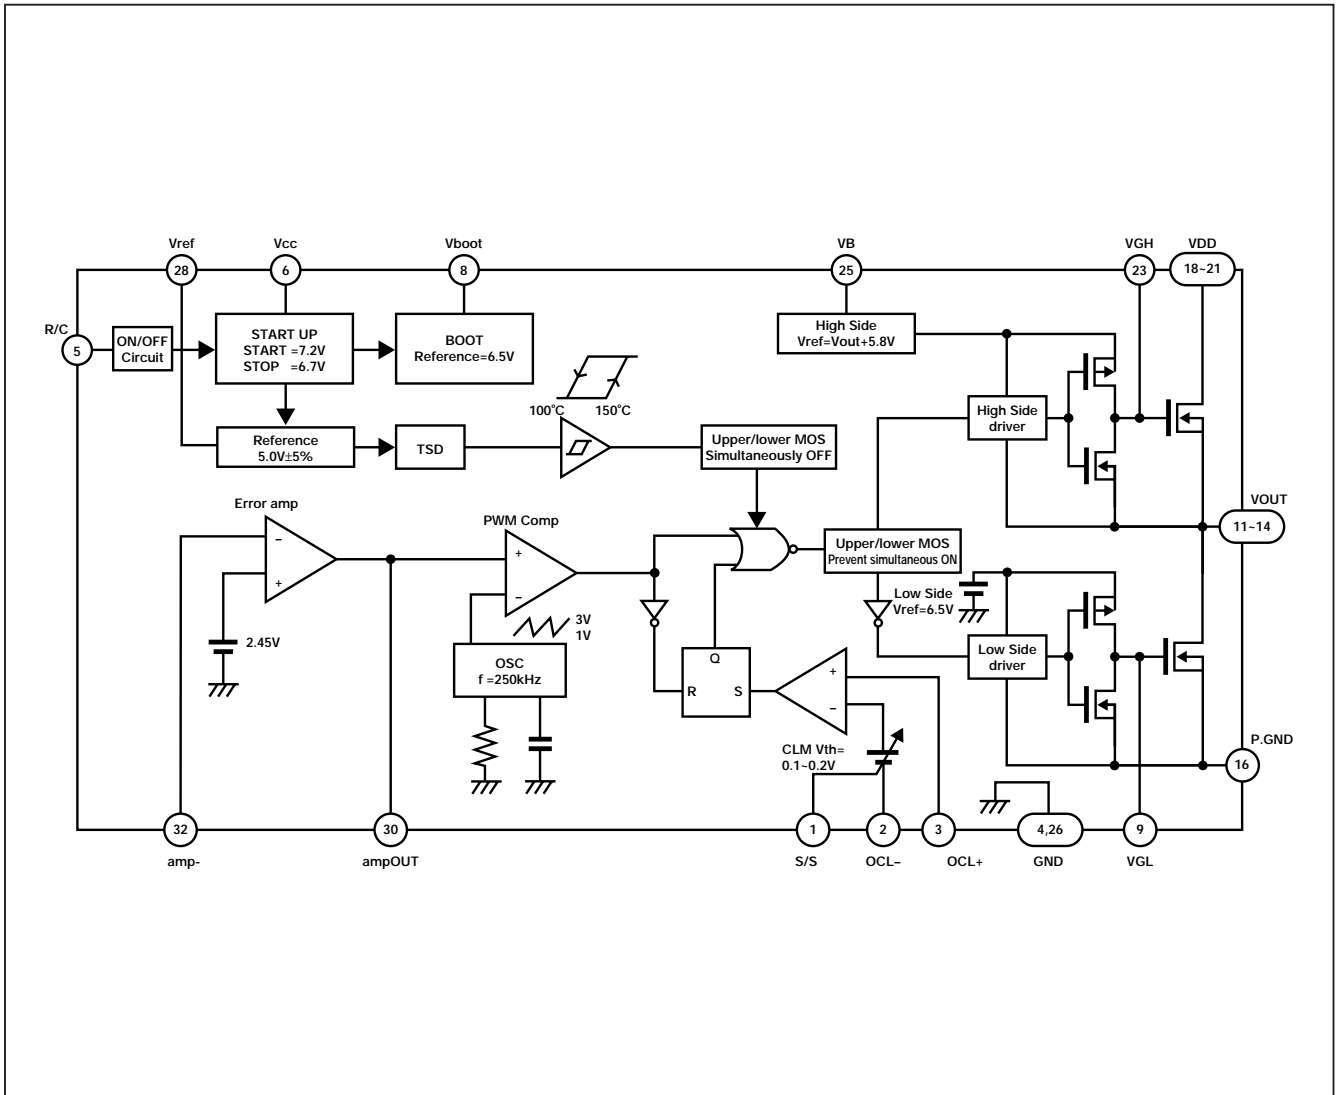 Vref
Vcc
Vboot
VB
VGH
VDD
28
6
8
25
23
18~21
R/C
5
ON/OFF
Circuit
START UP
START =7.2V
STOP =6.7V
BOOT
Reference=6.5V
High Side
Vref=Vout+5.8V
100°C
150°C
High Side
driver
Reference
5.0V±5%
TSD
Upper/lower MOS
Simultaneously OFF
Error amp
PWM Comp
VOUT
11~14
−
+
+
−
Upper/lower MOS
Prevent simultaneous ON
Low Side
Vref=6.5V
2.45V
3V
1V
OSC
f =250kHz
Q
R
S
+
−
Low Side
driver
CLM Vth=
0.1~0.2V
P.GND
16
32
30
1
2
3
4,26
9
amp-
ampOUT
S/S
OCL−
OCL+
GND
VGL